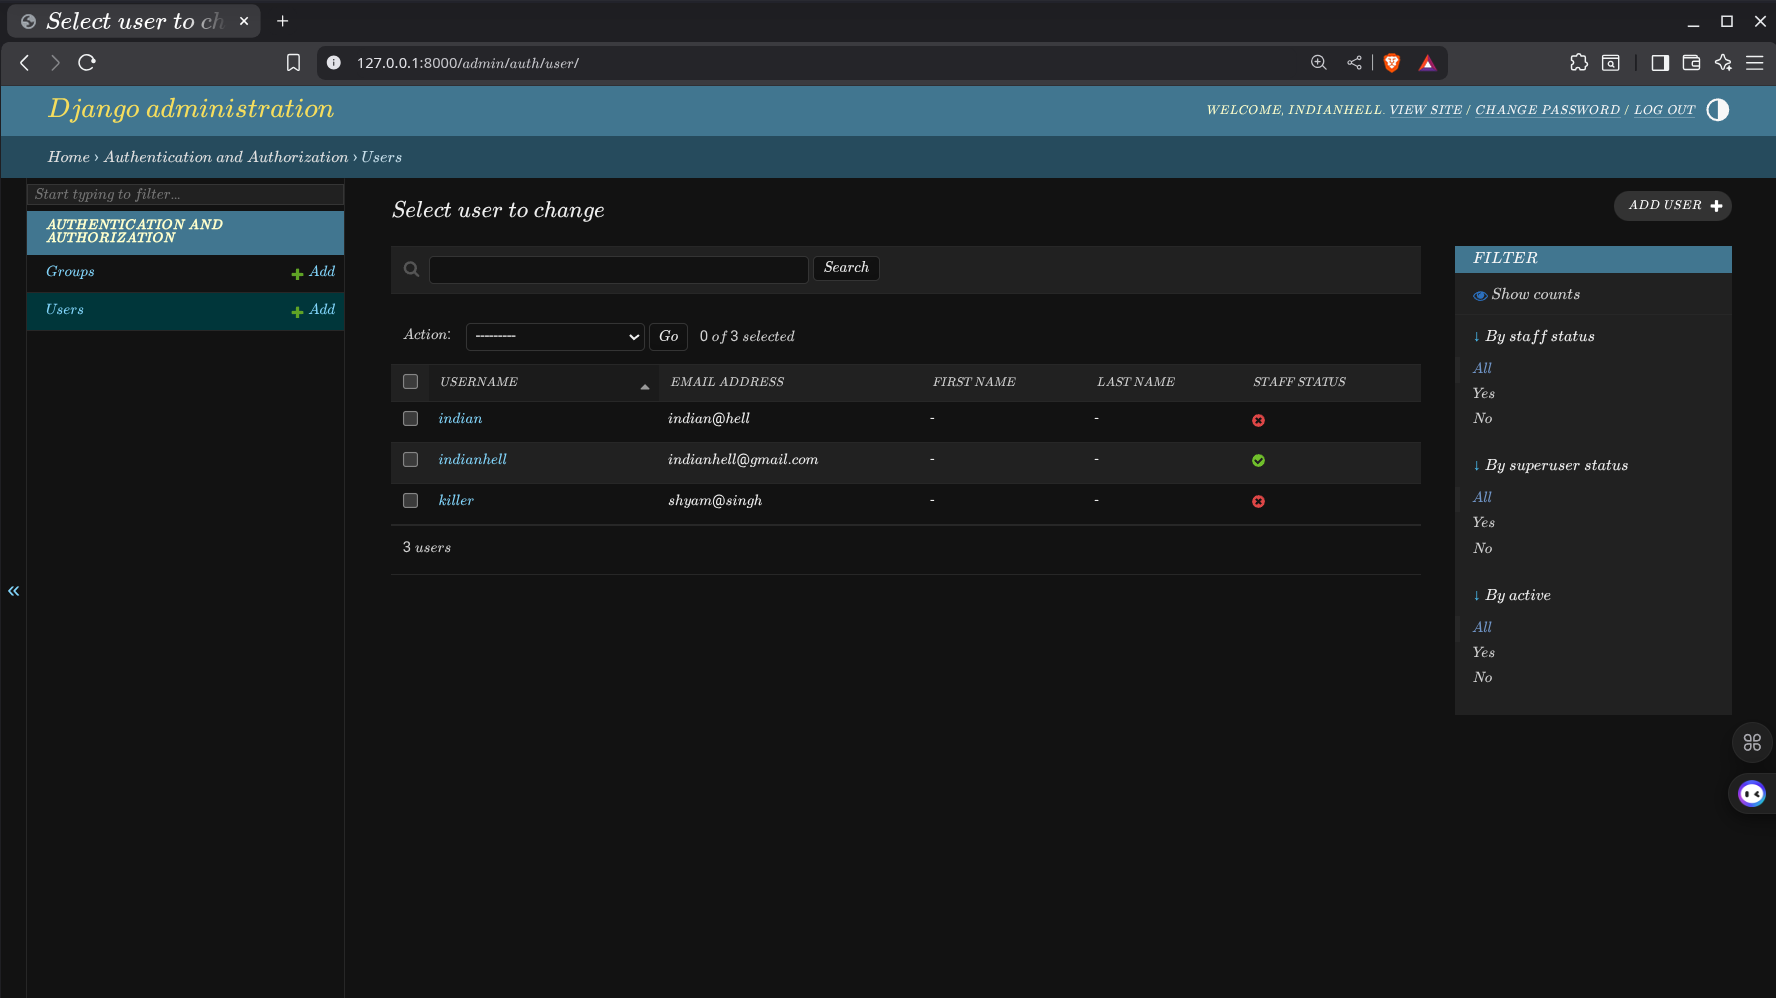 Select user to ch
127.0.0.1:8000/admin/auth/user/
Django administration
WELCOME, INDIANHELL. VIEW SITE / CHANGE PASSWORD / LOG OUT
Home › Authentication and Authorization › Users
Start typing to filter...
AUTHENTICATION AND
AUTHORIZATION
Groups
Add
Users
Add
«
Select user to change
ADD USER
Search
Action:
---------
Go
0 of 3 selected
USERNAME EMAIL ADDRESS FIRST NAME LAST NAME STAFF STATUS
indian indian@hell - -
indianhell indianhell@gmail.com - -
killer shyam@singh - -
3 users
FILTER
Show counts
↓ By staff status
All
Yes
No
↓ By superuser status
All
Yes
No
↓ By active
All
Yes
No